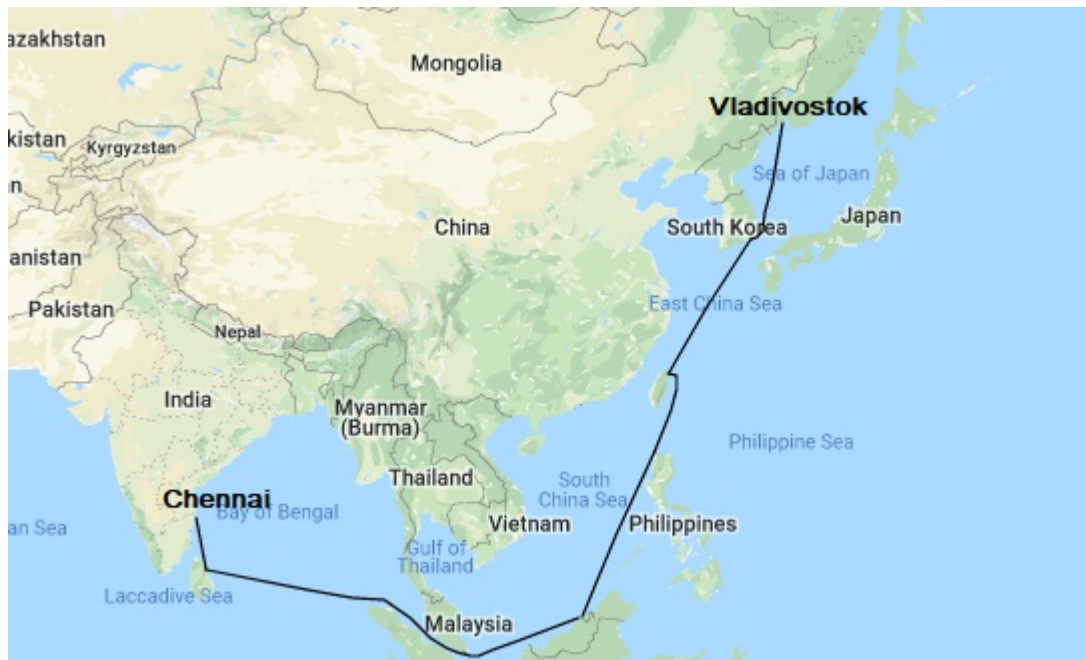 azakhstan
Mongolia
Vladivostok
kistan
Kyrgyzstan
n
Sea of Japan
China
South Korea
Japan
anistan
Pakistan
East China Sea
Nepal
India
Myanmar
(Burma)
Philippine Sea
Thailand
South
China Sea
Chennai
Bay of Bengal
an Sea
Vietnam
Philippines
Gulf of
Thailand
Laccadive Sea
Malaysia